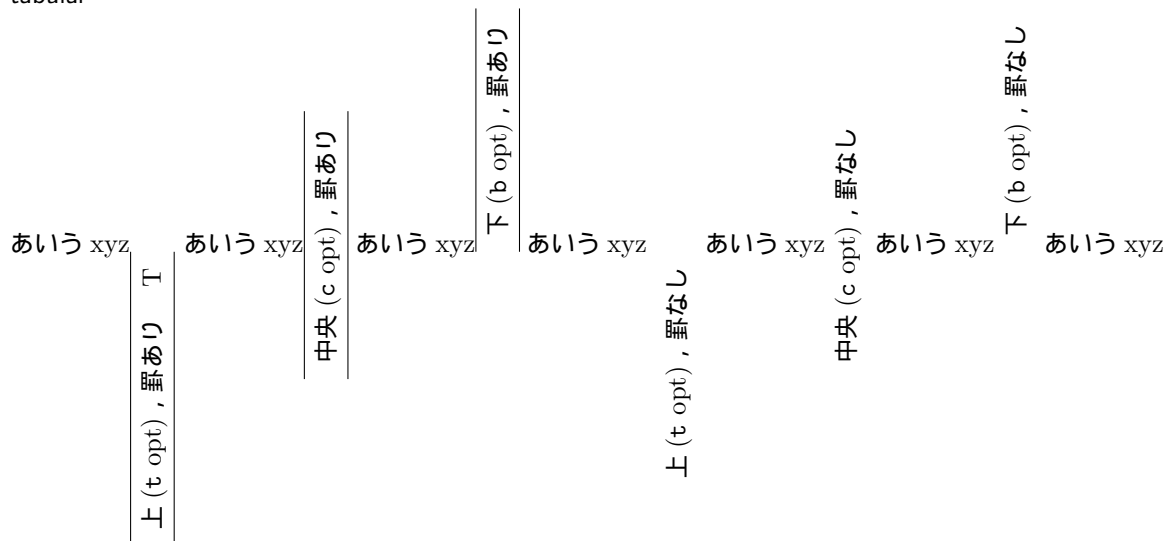 tabular
あいう xyz
上 (t opt) , 罫あり T
あいう xyz
中央 (c opt) , 罫あり
あいう xyz
下 (b opt) , 罫あり
あいう xyz
上 (t opt) , 罫なし
あいう xyz
中央 (c opt) , 罫なし
あいう xyz
下 (b opt) , 罫なし
あいう xyz